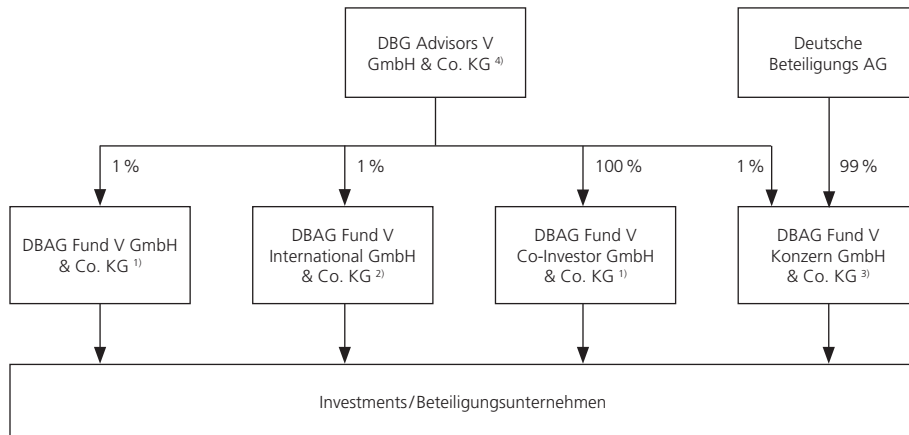 DBG Advisors V
GmbH & Co. KG 4)
Deutsche
Beteiligungs AG
1 %
1 %
100 %
1 %
99 %
DBAG Fund V GmbH
& Co. KG 1)
DBAG Fund V
International GmbH
& Co. KG 2)
DBAG Fund V
Co-Investor GmbH
& Co. KG 1)
DBAG Fund V
Konzern GmbH
& Co. KG 3)
Investments/Beteiligungsunternehmen